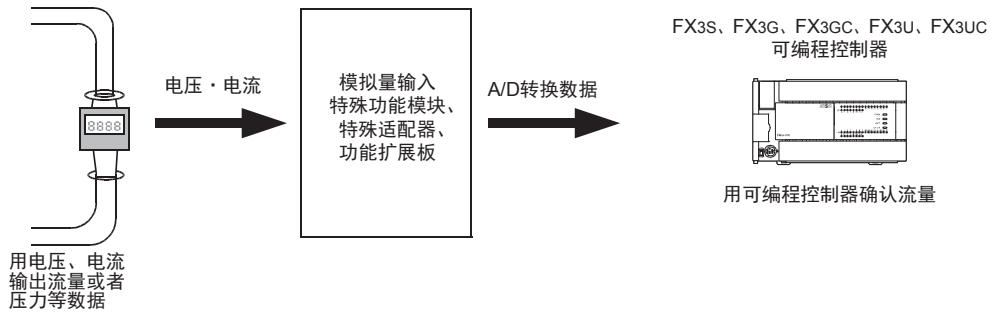 8888
用电压、电流
输出流量或者
压力等数据
电压・电流
模拟量输入
特殊功能模块、
特殊适配器、
功能扩展板
A/D转换数据
FX3S、FX3G、FX3GC、FX3U、FX3UC
可编程控制器
用可编程控制器确认流量